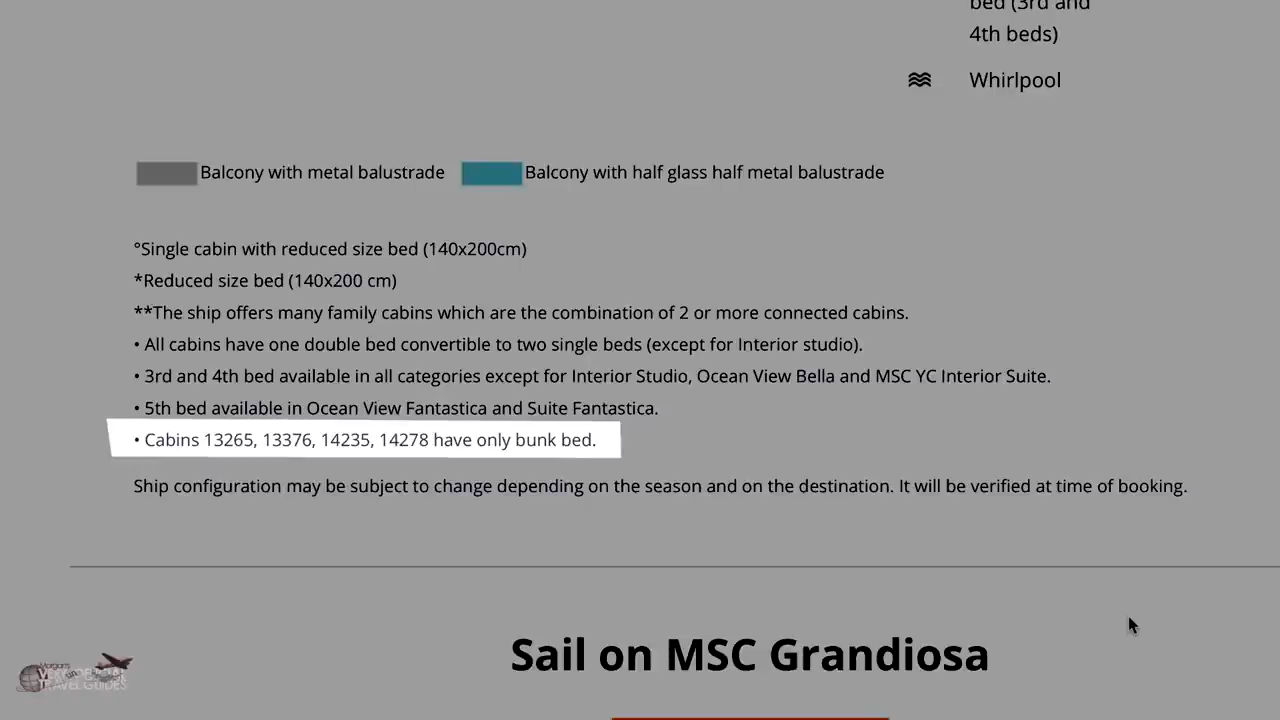 bed (3rd and
4th beds)
Whirlpool
Balcony with metal balustrade Balcony with half glass half metal balustrade
°Single cabin with reduced size bed (140x200cm)
*Reduced size bed (140x200 cm)
**The ship offers many family cabins which are the combination of 2 or more connected cabins.
• All cabins have one double bed convertible to two single beds (except for Interior studio).
• 3rd and 4th bed available in all categories except for Interior Studio, Ocean View Bella and MSC YC Interior Suite.
• 5th bed available in Ocean View Fantastica and Suite Fantastica.
• Cabins 13265, 13376, 14235, 14278 have only bunk bed.
Ship configuration may be subject to change depending on the season and on the destination. It will be verified at time of booking.
Sail on MSC Grandiosa
TRAVEL GUIDES